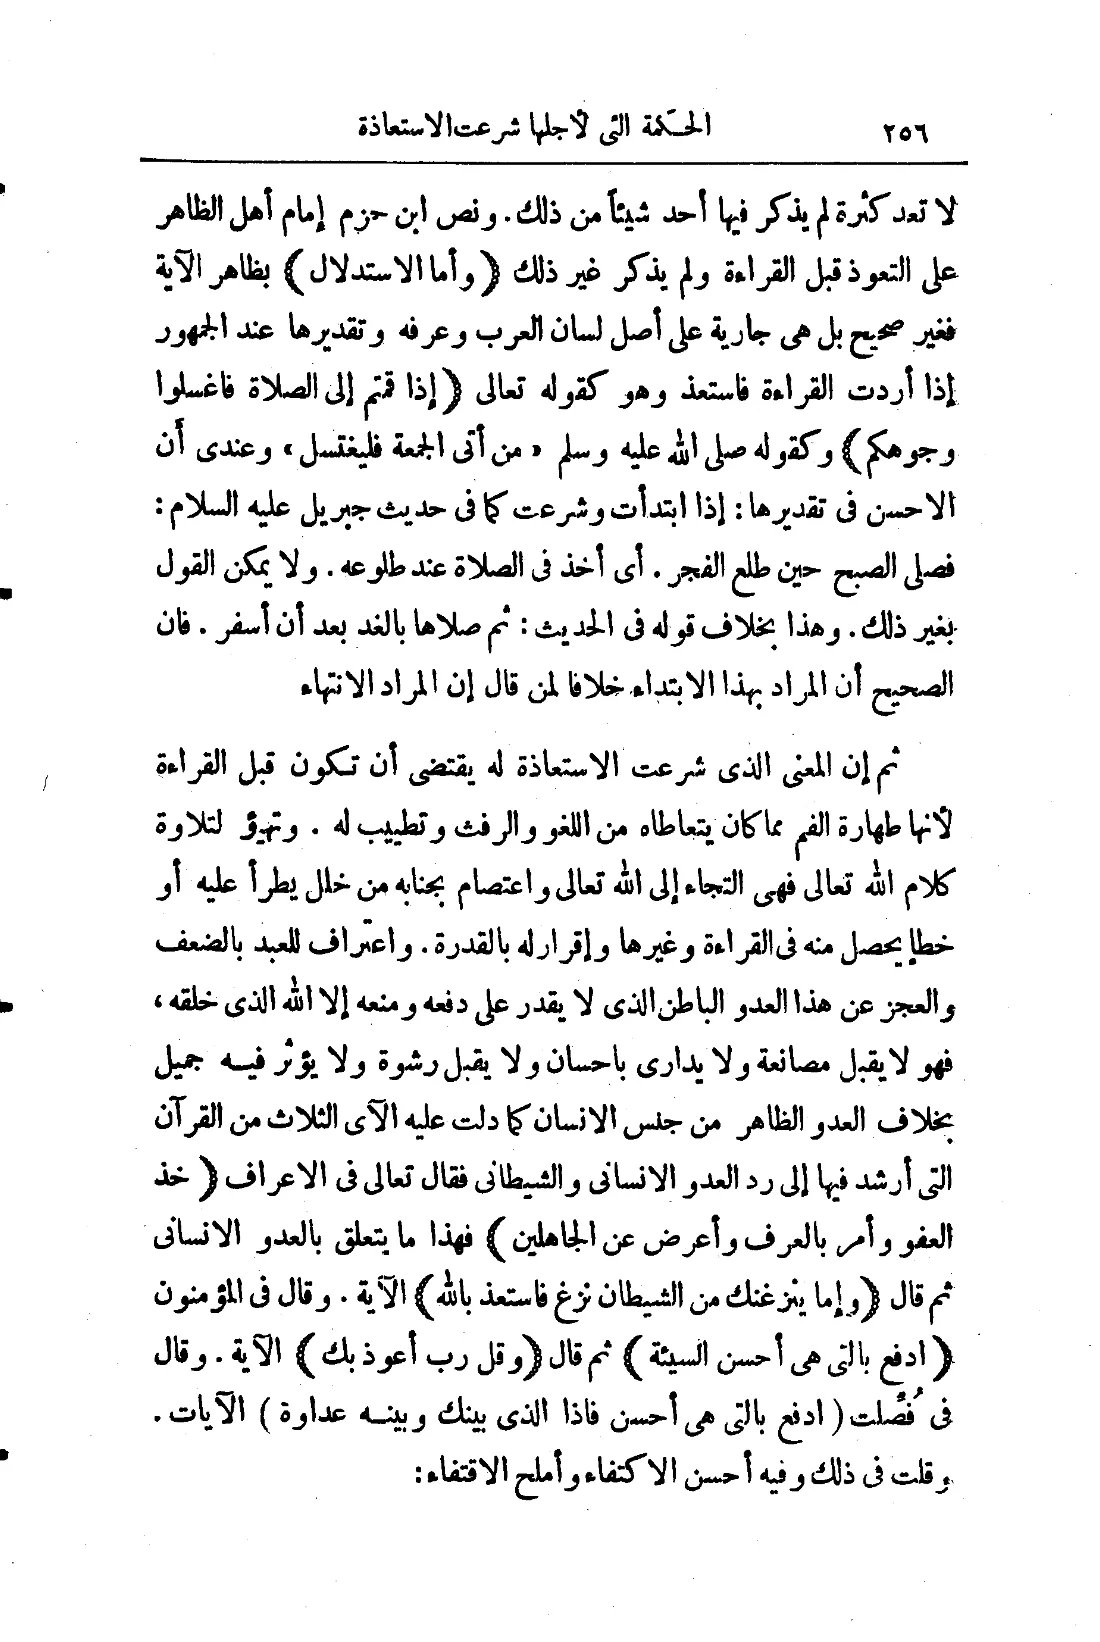 ٢٥٦ الحكمة التى لأجلها شرعت الاستعاذة
لا تعد كثرة لم يذكر فيها أحد شيئاً من ذلك. ونص ابن حزم إمام أهل الظاهر
على التعوذ قبل القراءة ولم يذكر غير ذلك (وأما الاستدلال) بظاهر الآية
فغير صحيح بل هى جارية على أصل لسان العرب وعرفه وتقديرها عند الجمهور
إذا أردت القراءة فاستعذ وهو كقوله تعالى (إذا قمتم إلى الصلاة فاغسلوا
وجوهكم) وكقوله صلى الله عليه وسلم «من أتى الجمعة فليغتسل» وعندى أن
الاحسن فى تقديرها: إذا ابتدأت وشرعت كما فى حديث جبريل عليه السلام:
فصلى الصبح حين طلع الفجر. أى أخذ فى الصلاة عند طلوعه. ولا يمكن القول
بغير ذلك. وهذا بخلاف قوله فى الحديث: ثم صلاها بالغد بعد أن أسفر. فان
الصحيح أن المراد بهذا الابتداء خلافا لمن قال إن المراد الانتهاء
ثم إن المعنى الذى شرعت الاستعاذة له يقتضى أن تكون قبل القراءة
لأنها طهارة الفم مما كان يتعاطاه من اللغو والرفث وتطييب له. وتهيؤ لتلاوة
كلام الله تعالى فهى التجاء إلى الله تعالى واعتصام بجنابه من خلل يطرأ عليه أو
خطإ يحصل منه فى القراءة وغيرها وإقرار له بالقدرة. واعتراف للعبد بالضعف
والعجز عن هذا العدو الباطن الذى لا يقدر على دفعه ومنعه إلا الله الذى خلقه،
فهو لا يقبل مصانعة ولا يدارى باحسان ولا يقبل رشوة ولا يؤثر فيه جميل
بخلاف العدو الظاهر من جنس الانسان كما دلت عليه الآى الثلاث من القرآن
التى أرشد فيها إلى رد العدو الانسانى والشيطانى فقال تعالى فى الاعراف (خذ
العفو وأمر بالعرف وأعرض عن الجاهلين) فهذا ما يتعلق بالعدو الانسانى
ثم قال (وإما ينزغنك من الشيطان نزغ فاستعذ بالله) الآية. وقال فى المؤمنون
(ادفع بالتى هى أحسن السيئة) ثم قال (وقل رب أعوذ بك) الآية. وقال
فى فُصِّلت (ادفع بالتى هى أحسن فاذا الذى بينك وبينه عداوة) الآيات.
وقلت فى ذلك وفيه أحسن الاكتفاء وأملح الاقتفاء: